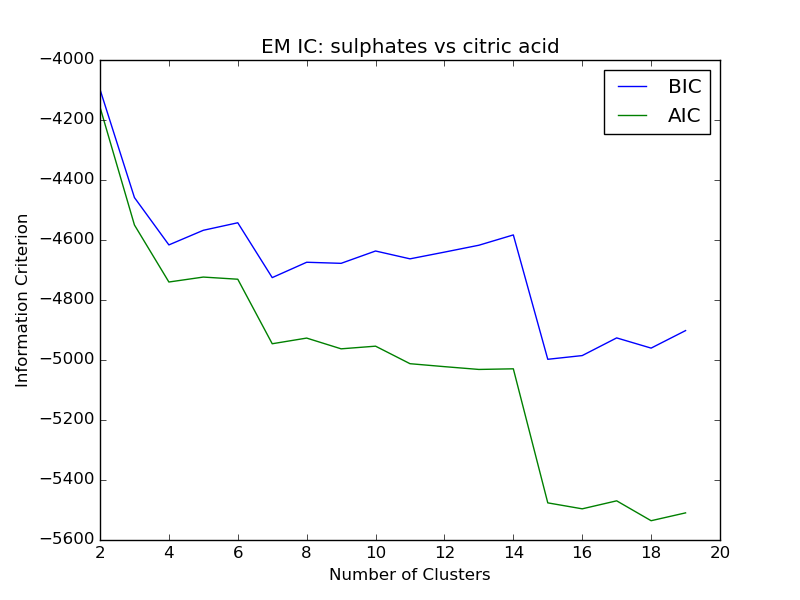 EM IC: sulphates vs citric acid
−4000
−4200
−4400
−4600
−4800
−5000
−5200
−5400
−5600
Information Criterion
BIC
AIC
2 4 6 8 10 12 14 16 18 20
Number of Clusters